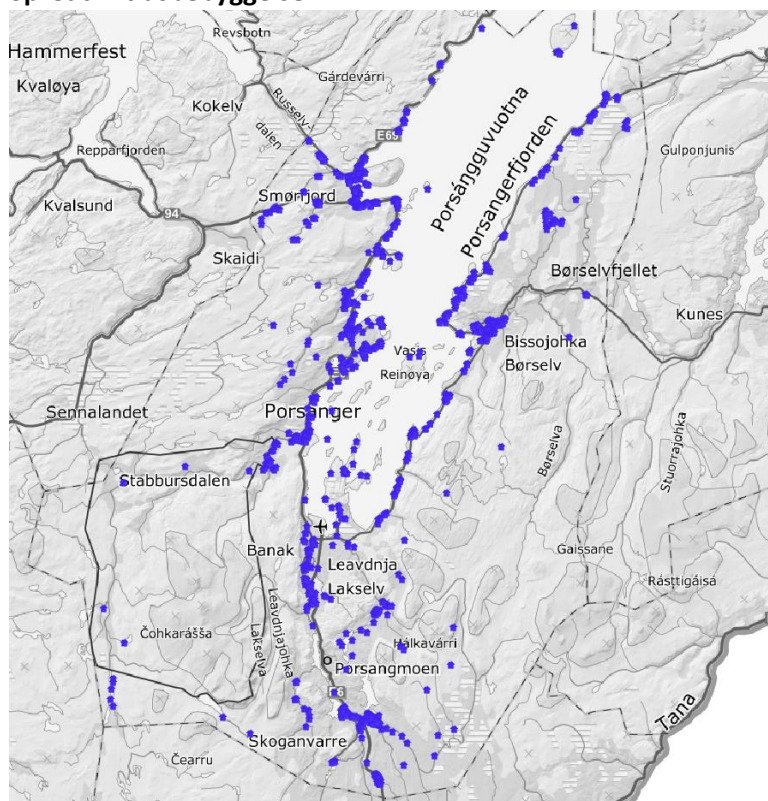 Revsbotn
Hammerfest
Kvaløya
Gárdevárri
Kokelv
Russelv-
dalen
E69
Repparfjorden
Porsáŋgguvuotna
Porsangerfjorden
Gulponjunis
Kvalsund
Smørfjord
94
Skaidi
Børselvfjellet
Kunes
Vasis
Reinøya
Bissojohka
Børselv
Sennalandet
Porsanger
Stabbursdalen
Børselva
Stuorrajohka
Banak
Leavdnja
Lakselv
Gaissane
Rásttigáisá
Čohkarášša
Lakselva
Leavdnjajohka
Hálkavárri
Porsangmoen
E6
Skoganvarre
Tana
Čearru